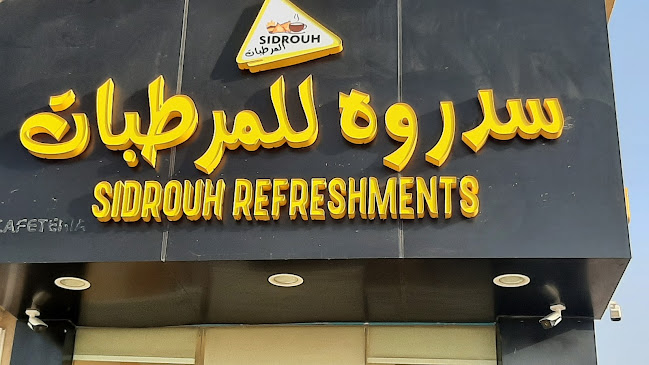 SIDROUH
المرطبات
سدروه للمرطبات
SIDROUH REFRESHMENTS
CAFETERIA